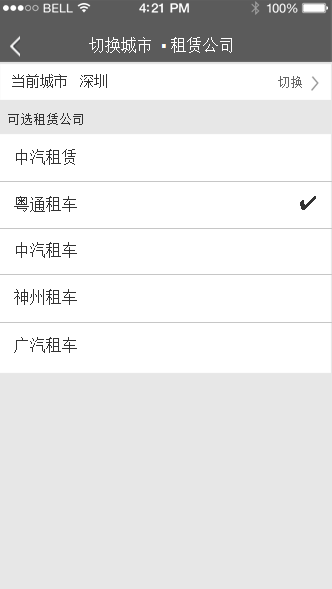 BELL 4:21 PM 100%
切换城市 ▪租赁公司
当前城市 深圳 切换
可选租赁公司
中汽租赁
粤通租车
中汽租车
神州租车
广汽租车